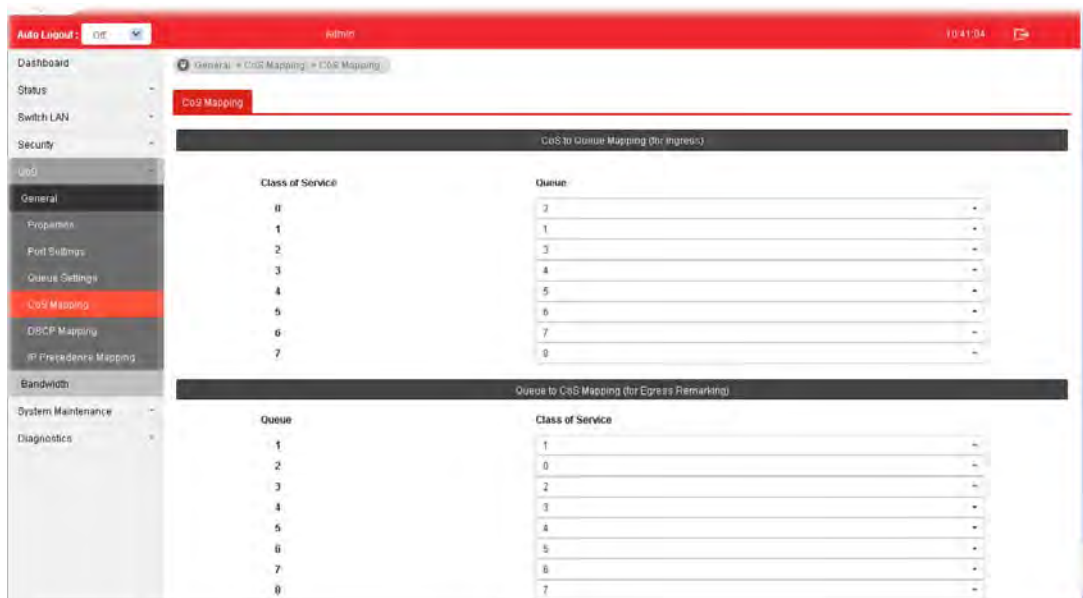 Auto Logout : Off Admin 10:41:04
Dashboard
Status
Switch LAN
Security
QoS
General
Properties
Port Settings
Queue Settings
CoS Mapping
DSCP Mapping
IP Precedence Mapping
Bandwidth
System Maintenance
Diagnostics
General » CoS Mapping » CoS Mapping
CoS Mapping
CoS to Queue Mapping (for Ingress)
Class of Service Queue
0 2
1 1
2 3
3 4
4 5
5 6
6 7
7 8
Queue to CoS Mapping (for Egress Remarking)
Queue Class of Service
1 1
2 0
3 2
4 3
5 4
6 5
7 6
8 7